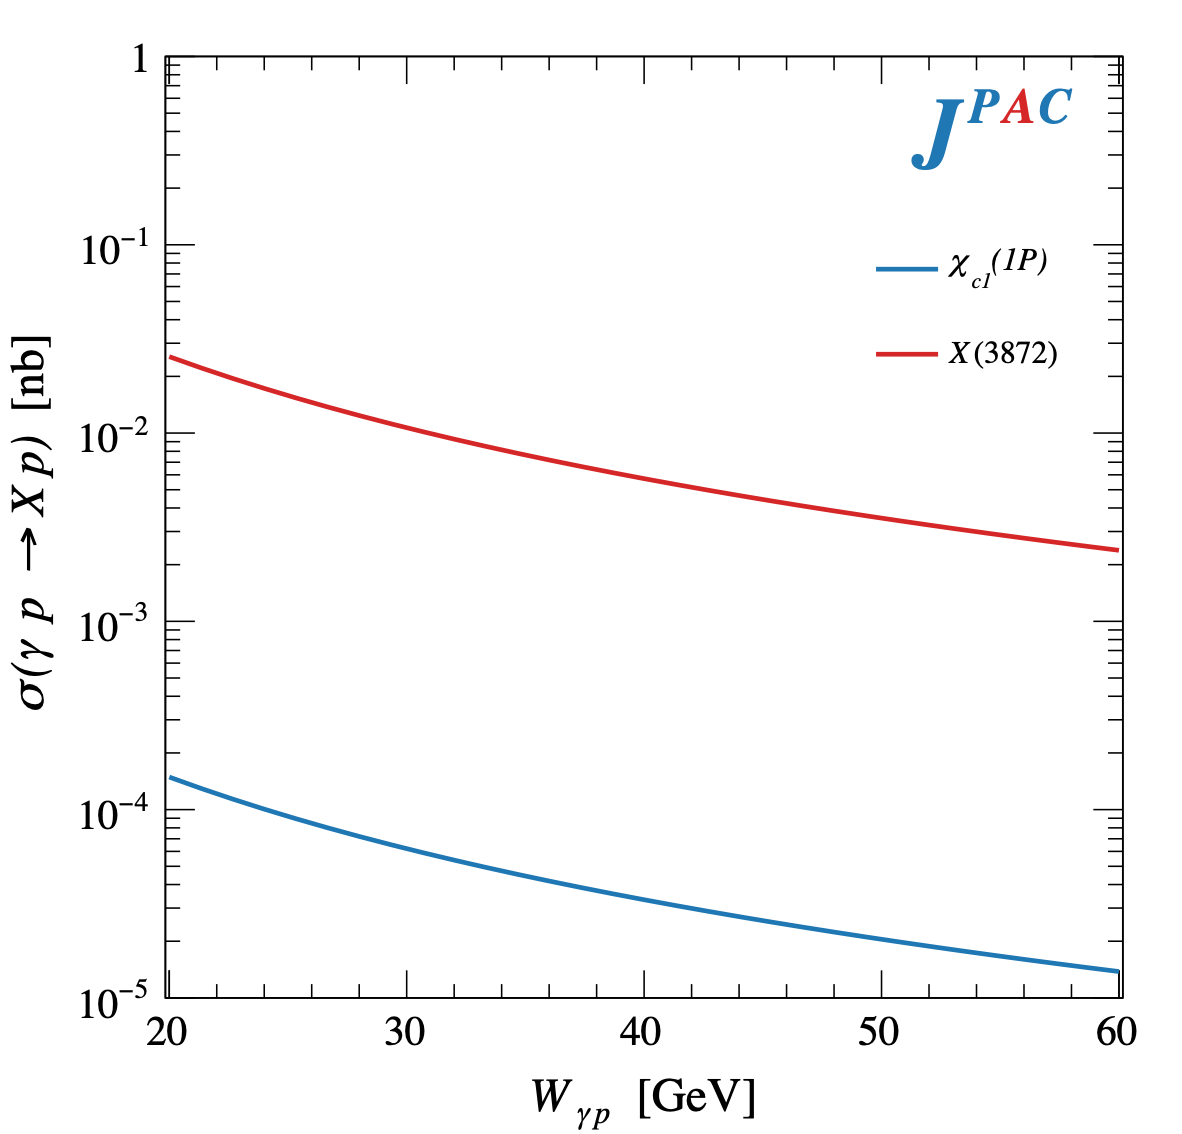 1
J^PAC
10⁻¹
χ_c1(1P)
X(3872)
10⁻²
10⁻³
10⁻⁴
10⁻⁵
σ(γ p → X p) [nb]
20 30 40 50 60
W_γp [GeV]